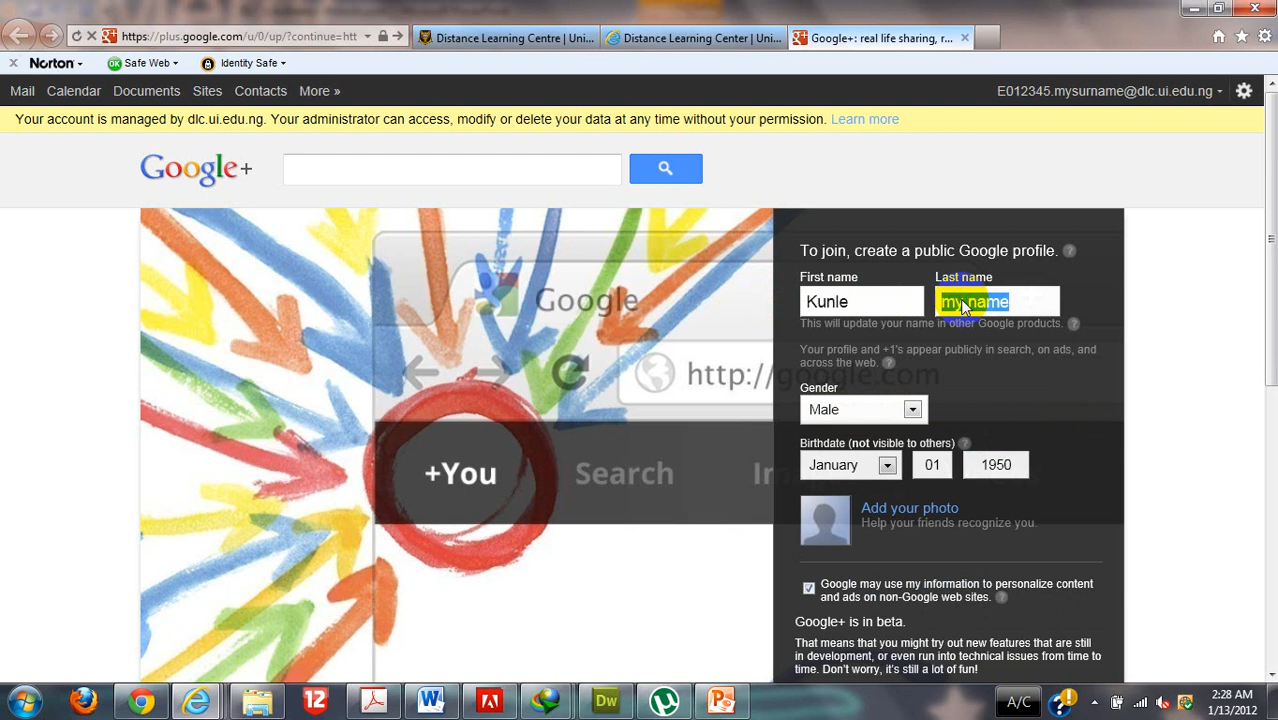 https://plus.google.com/u/0/up/?continue=htt
Distance Learning Centre | Uni...
Distance Learning Center | Uni...
Google+: real life sharing, r...
x Norton
OK Safe Web
Identity Safe
Mail Calendar Documents Sites Contacts More »
E012345.mysurname@dlc.ui.edu.ng
Your account is managed by dlc.ui.edu.ng. Your administrator can access, modify or delete your data at any time without your permission. Learn more
Google+
To join, create a public Google profile. ?
First name
Last name
Kunle
my name
This will update your name in other Google products. ?
Your profile and +1's appear publicly in search, on ads, and
across the web. ?
Gender
Male
Birthdate (not visible to others) ?
January
01
1950
Add your photo
Help your friends recognize you.
Google may use my information to personalize content
and ads on non-Google web sites. ?
Google+ is in beta.
That means that you might try out new features that are still
in development, or even run into technical issues from time to
time. Don't worry, it's still a lot of fun!
Google
http://google.com
+You
Search
12
Dw
A/C
2:28 AM
1/13/2012